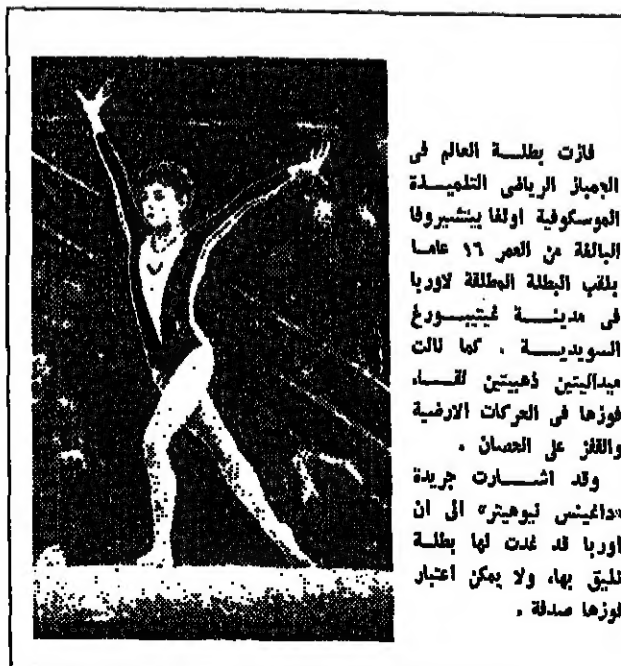 فازت بطلة العالم فى
الجمباز الرياضى التلميذة
الموسكوفية اولغا بيتشيروفا
البالغة من العمر ١٦ عاما
بلقب البطلة المطلقة لاوربا
فى مدينة غيتيبورغ
السويدية . كما نالت
ميداليتين ذهبيتين لقاء
فوزها فى الحركات الارضية
والقفز على الحصان .
وقد اشارت جريدة
«داغينس نيوهيتر» الى ان
اوربا قد غدت لها بطلة
تليق بها، ولا يمكن اعتبار
فوزها صدفة .